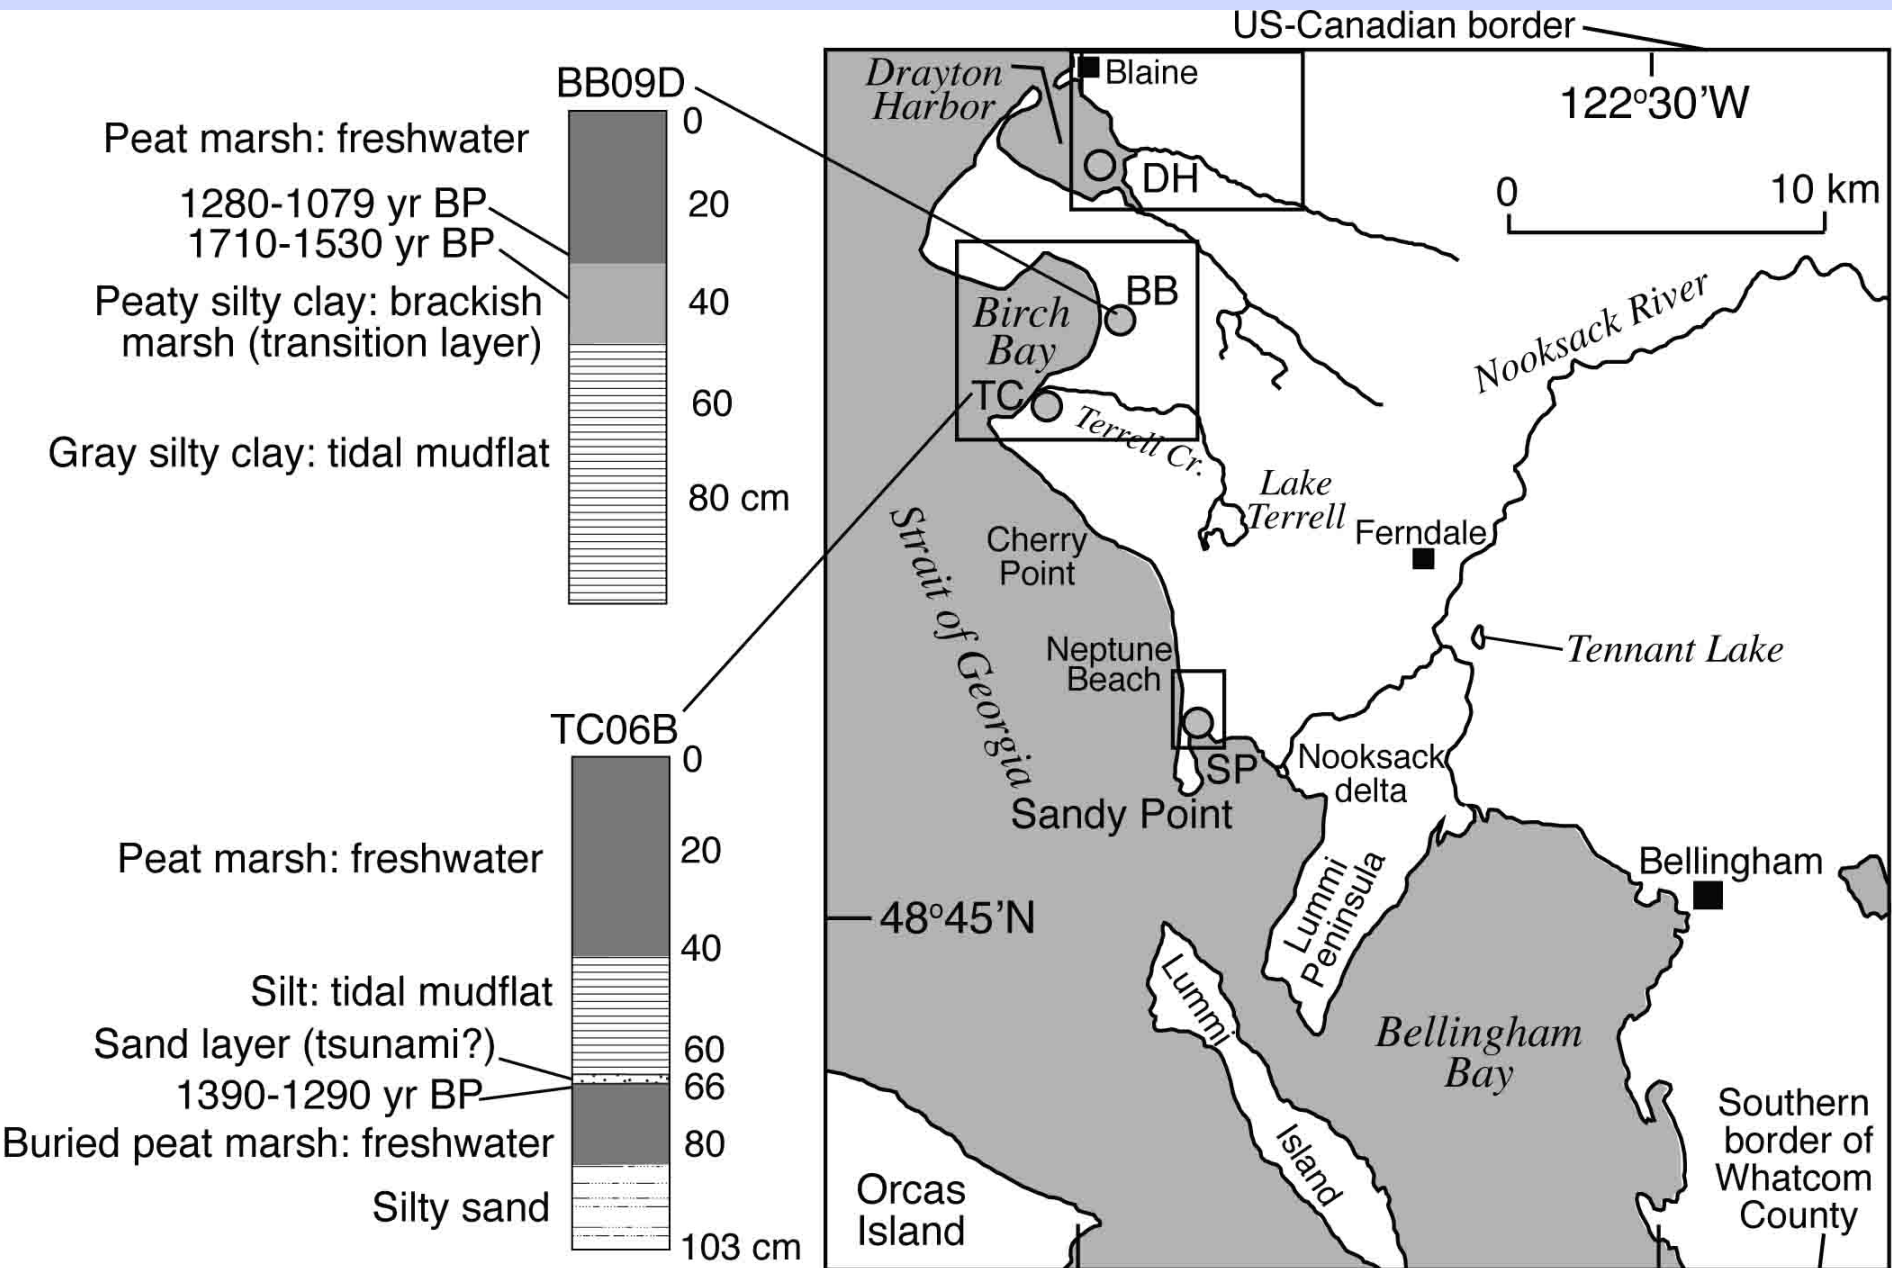 US-Canadian border
BB09D
0
Peat marsh: freshwater
1280-1079 yr BP
20
1710-1530 yr BP
Peaty silty clay: brackish
marsh (transition layer)
40
60
Gray silty clay: tidal mudflat
80 cm
TC06B
0
Peat marsh: freshwater
20
40
Silt: tidal mudflat
Sand layer (tsunami?)
60
1390-1290 yr BP
66
Buried peat marsh: freshwater
80
Silty sand
103 cm
Drayton
Harbor
Blaine
122°30'W
DH
0
10 km
BB
Birch
Bay
TC
Terrell Cr.
Nooksack River
Lake
Terrell
Ferndale
Cherry
Point
Strait of Georgia
Neptune
Beach
Tennant Lake
SP
Sandy Point
Nooksack
delta
Lummi
Peninsula
Bellingham
48°45'N
Lummi
Island
Bellingham
Bay
Orcas
Island
Southern
border of
Whatcom
County